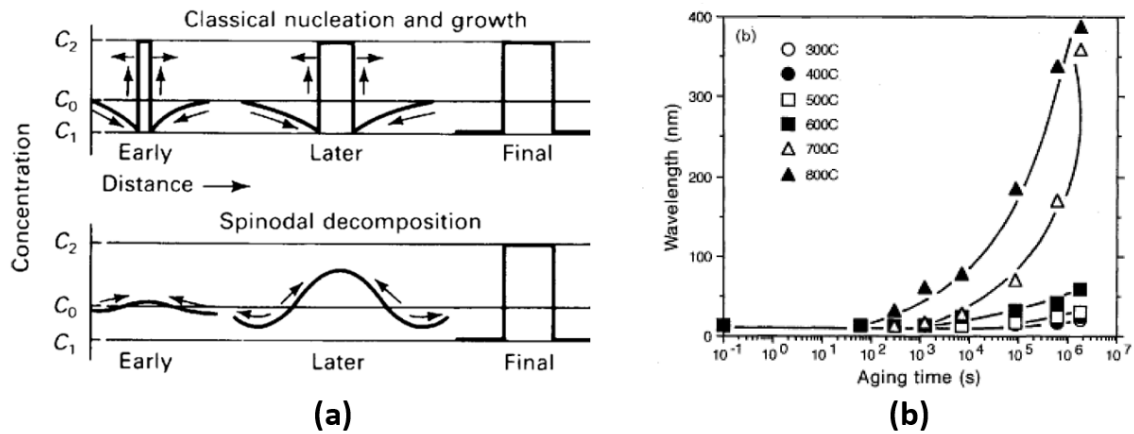 Classical nucleation and growth
C2
C0
C1
Early
Later
Final
Distance
Concentration
Spinodal decomposition
C2
C0
C1
Early
Later
Final
(a)
(b)
400
300
200
100
50
0
Wavelength (nm)
300C
400C
500C
600C
700C
800C
10-1 100 101 102 103 104 105 106 107
Aging time (s)
(b)